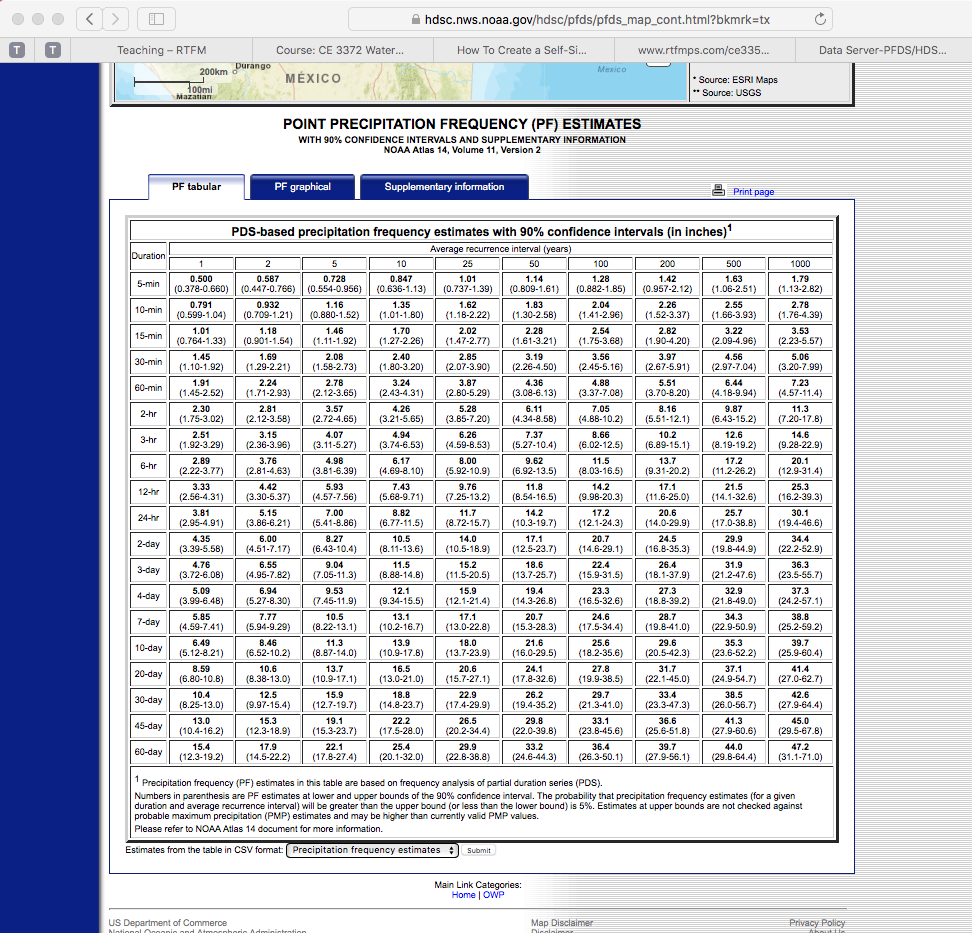 hdsc.nws.noaa.gov/hdsc/pfds/pfds_map_cont.html?bkmrk=tx
T T Teaching – RTFM Course: CE 3372 Water... How To Create a Self-Si... www.rtfmps.com/ce335... Data Server-PFDS/HDS...
200km Durango MÉXICO Mexico
100mi
Mazatlan
* Source: ESRI Maps
** Source: USGS
POINT PRECIPITATION FREQUENCY (PF) ESTIMATES
WITH 90% CONFIDENCE INTERVALS AND SUPPLEMENTARY INFORMATION
NOAA Atlas 14, Volume 11, Version 2
PF tabular PF graphical Supplementary information Print page
PDS-based precipitation frequency estimates with 90% confidence intervals (in inches)1
Duration Average recurrence interval (years)
1 2 5 10 25 50 100 200 500 1000
5-min 0.500 0.587 0.728 0.847 1.01 1.14 1.28 1.42 1.63 1.79
(0.378-0.660) (0.447-0.766) (0.554-0.956) (0.636-1.13) (0.737-1.39) (0.809-1.61) (0.882-1.85) (0.957-2.12) (1.06-2.51) (1.13-2.82)
10-min 0.791 0.932 1.16 1.35 1.62 1.83 2.04 2.26 2.55 2.78
(0.599-1.04) (0.709-1.21) (0.880-1.52) (1.01-1.80) (1.18-2.22) (1.30-2.58) (1.41-2.96) (1.52-3.37) (1.66-3.93) (1.76-4.39)
15-min 1.01 1.18 1.46 1.70 2.02 2.28 2.54 2.82 3.22 3.53
(0.764-1.33) (0.901-1.54) (1.11-1.92) (1.27-2.26) (1.47-2.77) (1.61-3.21) (1.75-3.68) (1.90-4.20) (2.09-4.96) (2.23-5.57)
30-min 1.45 1.69 2.08 2.40 2.85 3.19 3.56 3.97 4.56 5.06
(1.10-1.92) (1.29-2.21) (1.58-2.73) (1.80-3.20) (2.07-3.90) (2.26-4.50) (2.45-5.16) (2.67-5.91) (2.97-7.04) (3.20-7.99)
60-min 1.91 2.24 2.78 3.24 3.87 4.36 4.88 5.51 6.44 7.23
(1.45-2.52) (1.71-2.93) (2.12-3.65) (2.43-4.31) (2.80-5.29) (3.08-6.13) (3.37-7.08) (3.70-8.20) (4.18-9.94) (4.57-11.4)
2-hr 2.30 2.81 3.57 4.26 5.28 6.11 7.05 8.16 9.87 11.3
(1.75-3.02) (2.12-3.58) (2.72-4.65) (3.21-5.65) (3.85-7.20) (4.34-8.58) (4.88-10.2) (5.51-12.1) (6.43-15.2) (7.20-17.8)
3-hr 2.51 3.15 4.07 4.94 6.26 7.37 8.66 10.2 12.6 14.6
(1.92-3.29) (2.36-3.96) (3.11-5.27) (3.74-6.53) (4.59-8.53) (5.27-10.4) (6.02-12.5) (6.89-15.1) (8.19-19.2) (9.28-22.9)
6-hr 2.89 3.76 4.98 6.17 8.00 9.62 11.5 13.7 17.2 20.1
(2.22-3.77) (2.81-4.63) (3.81-6.39) (4.69-8.10) (5.92-10.9) (6.92-13.5) (8.03-16.5) (9.31-20.2) (11.2-26.2) (12.9-31.4)
12-hr 3.33 4.42 5.93 7.43 9.76 11.8 14.2 17.1 21.5 25.3
(2.56-4.31) (3.30-5.37) (4.57-7.56) (5.68-9.71) (7.25-13.2) (8.54-16.5) (9.98-20.3) (11.6-25.0) (14.1-32.6) (16.2-39.3)
24-hr 3.81 5.15 7.00 8.82 11.7 14.2 17.2 20.6 25.7 30.1
(2.95-4.91) (3.86-6.21) (5.41-8.86) (6.77-11.5) (8.72-15.7) (10.3-19.7) (12.1-24.3) (14.0-29.9) (17.0-38.8) (19.4-46.6)
2-day 4.35 6.00 8.27 10.5 14.0 17.1 20.7 24.5 29.9 34.4
(3.39-5.58) (4.51-7.17) (6.43-10.4) (8.11-13.6) (10.5-18.9) (12.5-23.7) (14.6-29.1) (16.8-35.3) (19.8-44.9) (22.2-52.9)
3-day 4.76 6.55 9.04 11.5 15.2 18.6 22.4 26.4 31.9 36.3
(3.72-6.08) (4.95-7.82) (7.05-11.3) (8.88-14.8) (11.5-20.5) (13.7-25.7) (15.9-31.5) (18.1-37.9) (21.2-47.6) (23.5-55.7)
4-day 5.09 6.94 9.53 12.1 15.9 19.4 23.3 27.3 32.9 37.3
(3.99-6.48) (5.27-8.30) (7.45-11.9) (9.34-15.5) (12.1-21.4) (14.3-26.8) (16.5-32.6) (18.8-39.2) (21.8-49.0) (24.2-57.1)
7-day 5.85 7.77 10.5 13.1 17.1 20.7 24.6 28.7 34.3 38.8
(4.59-7.41) (5.94-9.29) (8.22-13.1) (10.2-16.7) (13.0-22.8) (15.3-28.3) (17.5-34.4) (19.8-41.0) (22.9-50.9) (25.2-59.2)
10-day 6.49 8.46 11.3 13.9 18.0 21.6 25.6 29.6 35.3 39.7
(5.12-8.21) (6.52-10.2) (8.87-14.0) (10.9-17.8) (13.7-23.9) (16.0-29.5) (18.2-35.6) (20.5-42.3) (23.6-52.2) (25.9-60.4)
20-day 8.59 10.6 13.7 16.5 20.6 24.1 27.8 31.7 37.1 41.4
(6.80-10.8) (8.38-13.0) (10.9-17.1) (13.0-21.0) (15.7-27.1) (17.8-32.6) (19.9-38.5) (22.1-45.0) (24.9-54.7) (27.0-62.7)
30-day 10.4 12.5 15.9 18.8 22.9 26.2 29.7 33.4 38.5 42.6
(8.25-13.0) (9.97-15.4) (12.7-19.7) (14.8-23.7) (17.4-29.9) (19.4-35.2) (21.3-41.0) (23.3-47.3) (26.0-56.7) (27.9-64.4)
45-day 13.0 15.3 19.1 22.2 26.5 29.8 33.1 36.6 41.3 45.0
(10.4-16.2) (12.3-18.9) (15.3-23.7) (17.5-28.0) (20.2-34.4) (22.0-39.8) (23.8-45.6) (25.6-51.8) (27.9-60.6) (29.5-67.8)
60-day 15.4 17.9 22.1 25.4 29.9 33.2 36.4 39.7 44.0 47.2
(12.3-19.2) (14.5-22.2) (17.8-27.4) (20.1-32.0) (22.8-38.8) (24.6-44.3) (26.3-50.1) (27.9-56.1) (29.8-64.4) (31.1-71.0)
1 Precipitation frequency (PF) estimates in this table are based on frequency analysis of partial duration series (PDS).
Numbers in parenthesis are PF estimates at lower and upper bounds of the 90% confidence interval. The probability that precipitation frequency estimates (for a given
duration and average recurrence interval) will be greater than the upper bound (or less than the lower bound) is 5%. Estimates at upper bounds are not checked against
probable maximum precipitation (PMP) estimates and may be higher than currently valid PMP values.
Please refer to NOAA Atlas 14 document for more information.
Estimates from the table in CSV format: Precipitation frequency estimates Submit
Main Link Categories:
Home | OWP
US Department of Commerce Map Disclaimer Privacy Policy
National Oceanic and Atmospheric Administration Disclaimer About Us